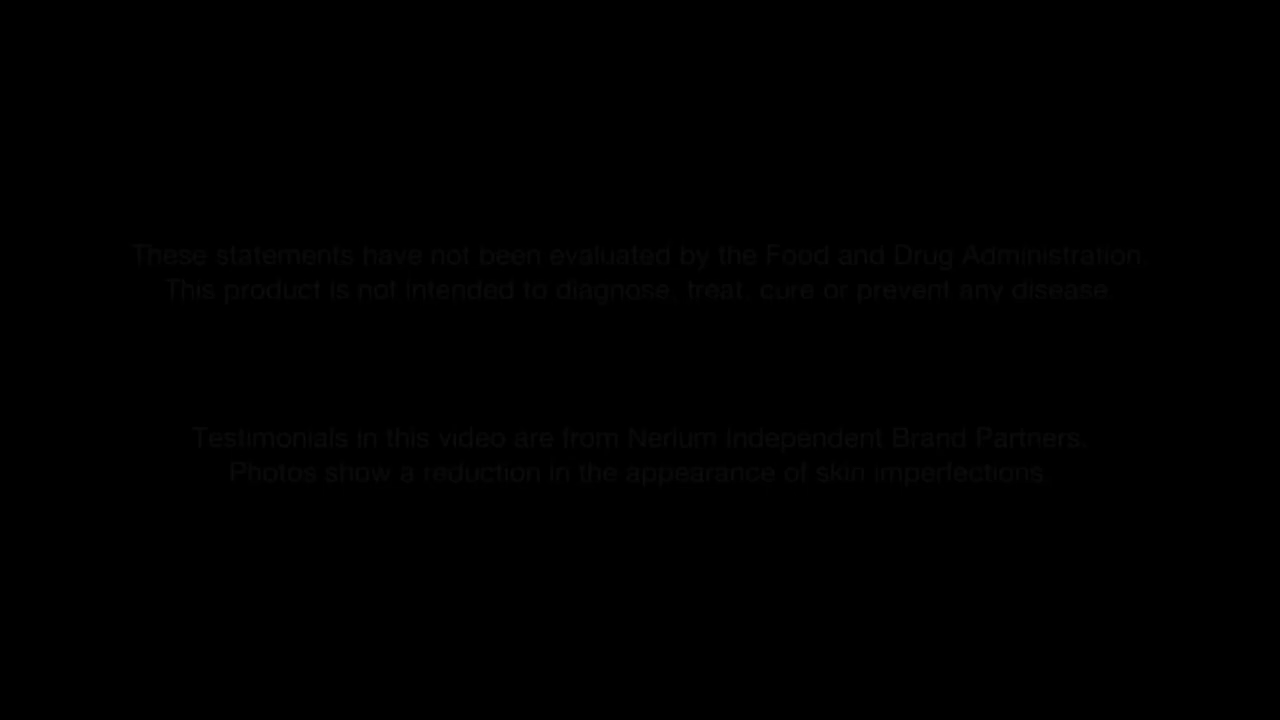 These statements have not been evaluated by the Food and Drug Administration.
This product is not intended to diagnose, treat, cure or prevent any disease.
Testimonials in this video are from Nerium Independent Brand Partners.
Photos show a reduction in the appearance of skin imperfections.